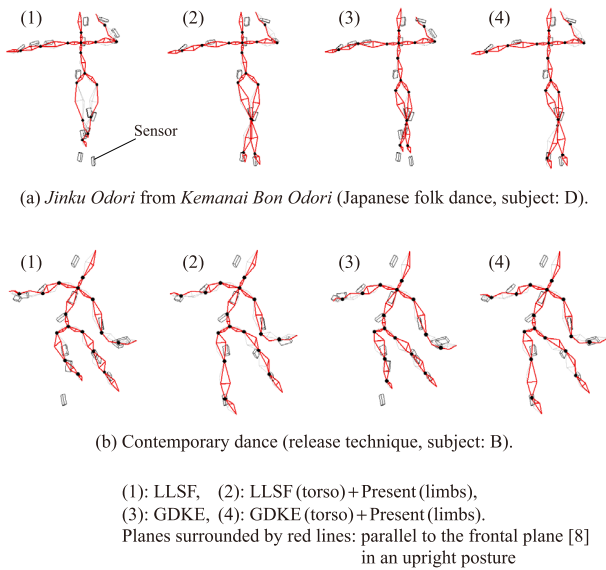 (1) (2) (3) (4)
Sensor
(a) Jinku Odori from Kemanai Bon Odori (Japanese folk dance, subject: D).
(1) (2) (3) (4)
(b) Contemporary dance (release technique, subject: B).
(1): LLSF, (2): LLSF (torso) + Present (limbs),
(3): GDKE, (4): GDKE (torso) + Present (limbs).
Planes surrounded by red lines: parallel to the frontal plane [8]
in an upright posture